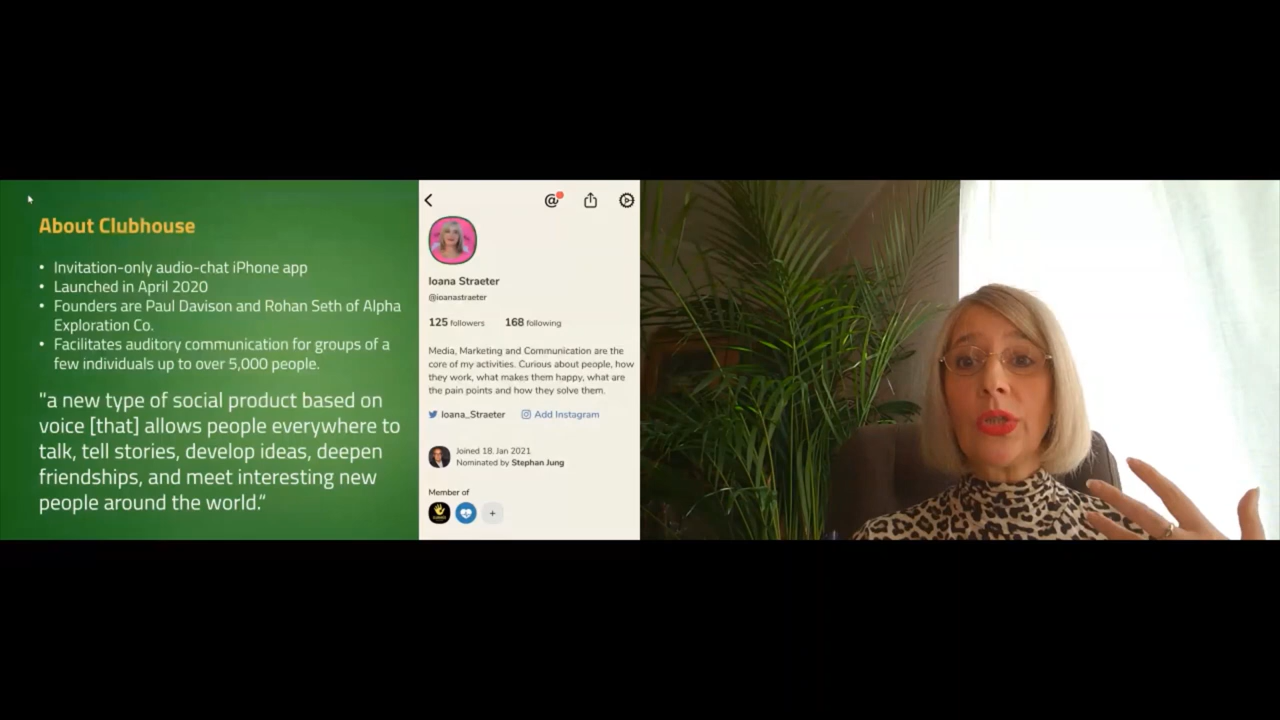 About Clubhouse
• Invitation-only audio-chat iPhone app
• Launched in April 2020
• Founders are Paul Davison and Rohan Seth of Alpha
Exploration Co.
• Facilitates auditory communication for groups of a
few individuals up to over 5,000 people.
"a new type of social product based on
voice [that] allows people everywhere to
talk, tell stories, develop ideas, deepen
friendships, and meet interesting new
people around the world.“
@
Ioana Straeter
@ioanastraeter
125 followers 168 following
Media, Marketing and Communication are the
core of my activities. Curious about people, how
they work, what makes them happy, what are
the pain points and how they solve them.
Ioana_Straeter Add Instagram
Joined 18. Jan 2021
Nominated by Stephan Jung
Member of
+